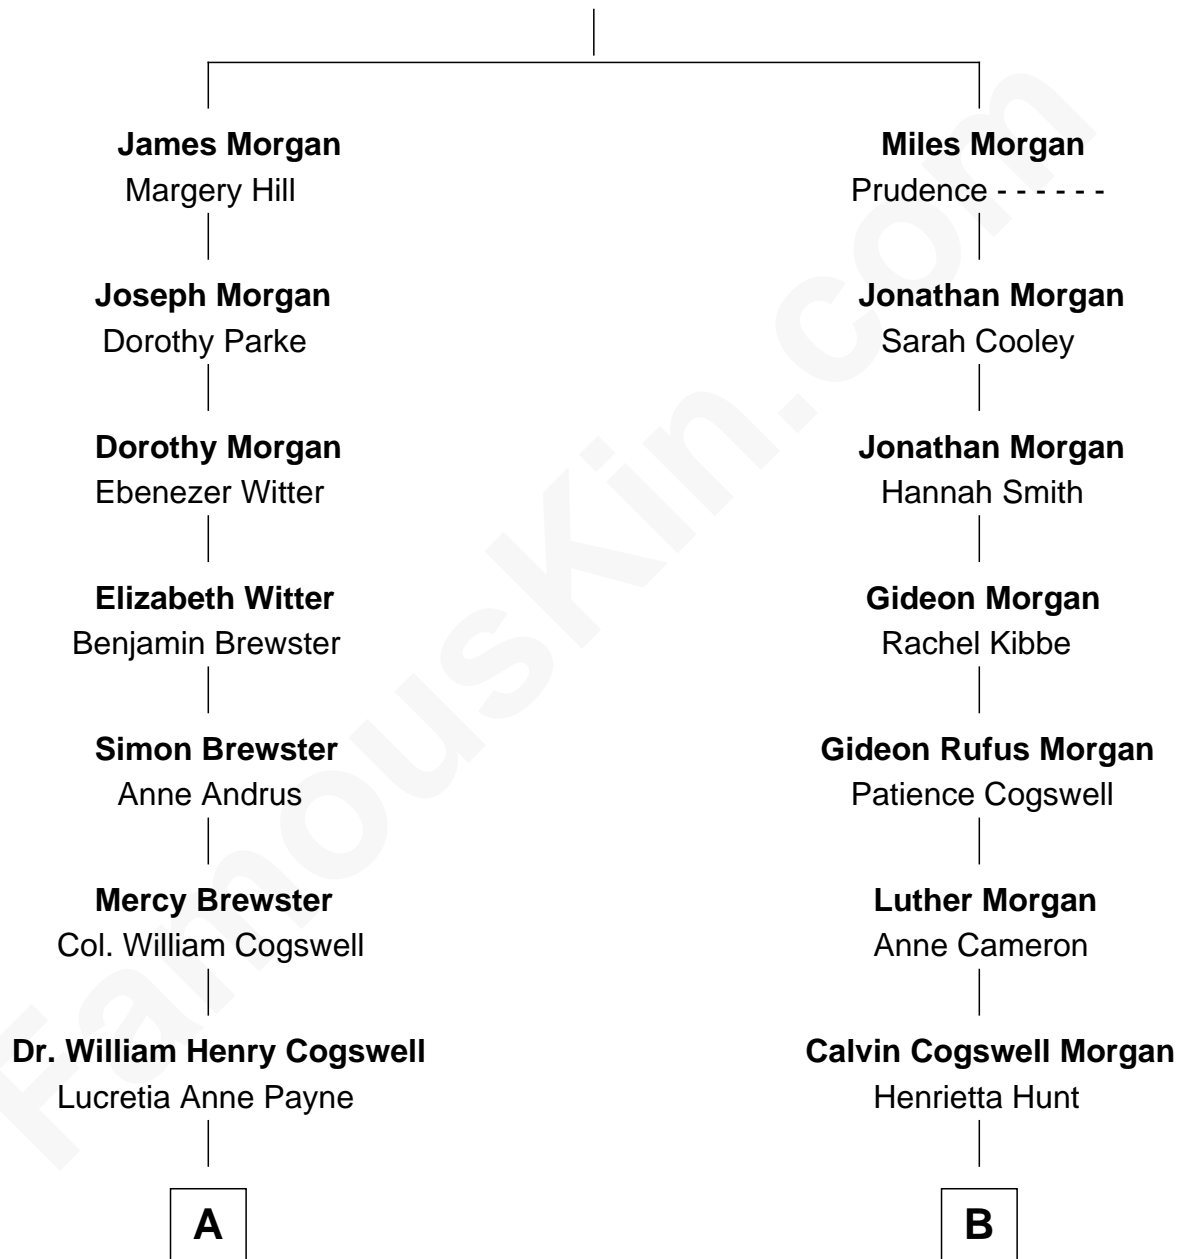 James Morgan
Margery Hill
Joseph Morgan
Dorothy Parke
Dorothy Morgan
Ebenezer Witter
Elizabeth Witter
Benjamin Brewster
Simon Brewster
Anne Andrus
Mercy Brewster
Col. William Cogswell
Dr. William Henry Cogswell
Lucretia Anne Payne
A
Miles Morgan
Prudence - - - - - -
Jonathan Morgan
Sarah Cooley
Jonathan Morgan
Hannah Smith
Gideon Morgan
Rachel Kibbe
Gideon Rufus Morgan
Patience Cogswell
Luther Morgan
Anne Cameron
Calvin Cogswell Morgan
Henrietta Hunt
B
FamousKin.com